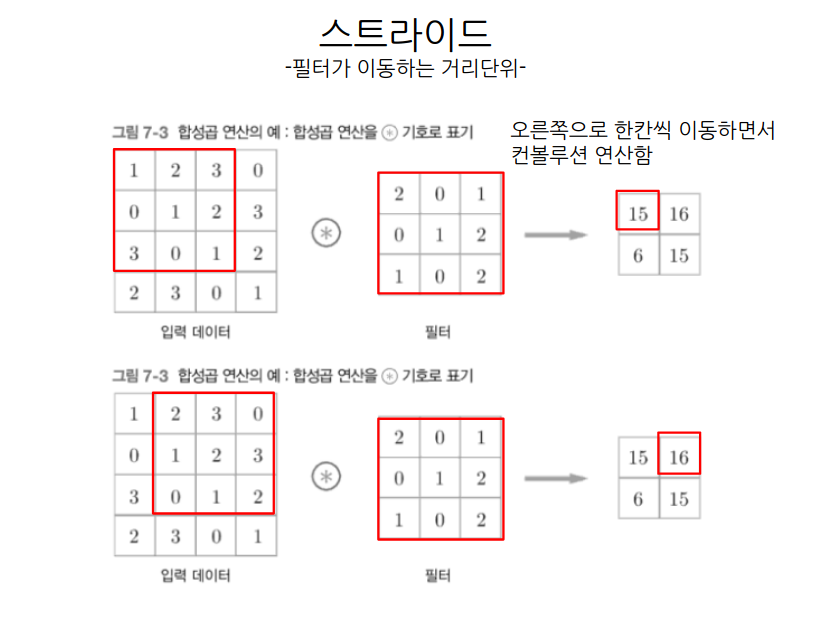 스트라이드
-필터가 이동하는 거리단위-
그림 7-3 합성곱 연산의 예 : 합성곱 연산을 ⊛ 기호로 표기
오른쪽으로 한칸씩 이동하면서
컨볼루션 연산함
1 2 3 0
0 1 2 3
3 0 1 2
2 3 0 1
입력 데이터
⊛
2 0 1
0 1 2
1 0 2
필터
15 16
6 15
그림 7-3 합성곱 연산의 예 : 합성곱 연산을 ⊛ 기호로 표기
1 2 3 0
0 1 2 3
3 0 1 2
2 3 0 1
입력 데이터
⊛
2 0 1
0 1 2
1 0 2
필터
15 16
6 15